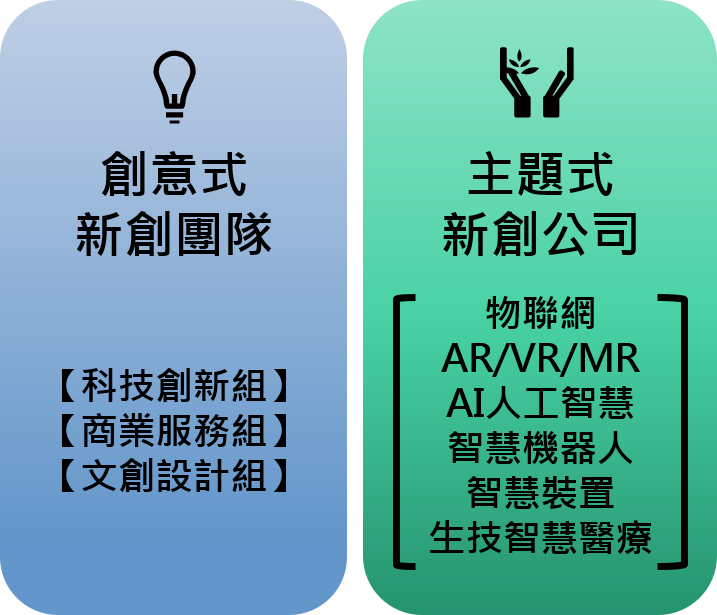 創意式
新創團隊
【科技創新組】
【商業服務組】
【文創設計組】
主題式
新創公司
物聯網
AR/VR/MR
AI人工智慧
智慧機器人
智慧裝置
生技智慧醫療